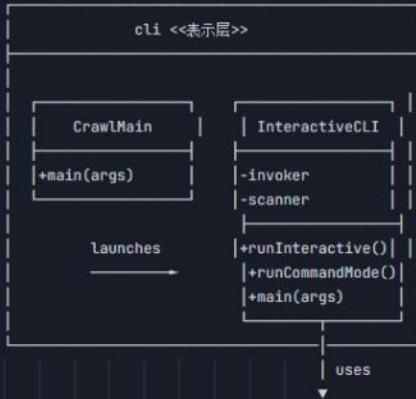 cli <<表示层>>
CrawlMain
InteractiveCLI
+main(args)
-invoker
-scanner
launches
+runInteractive()
+runCommandMode()
+main(args)
uses